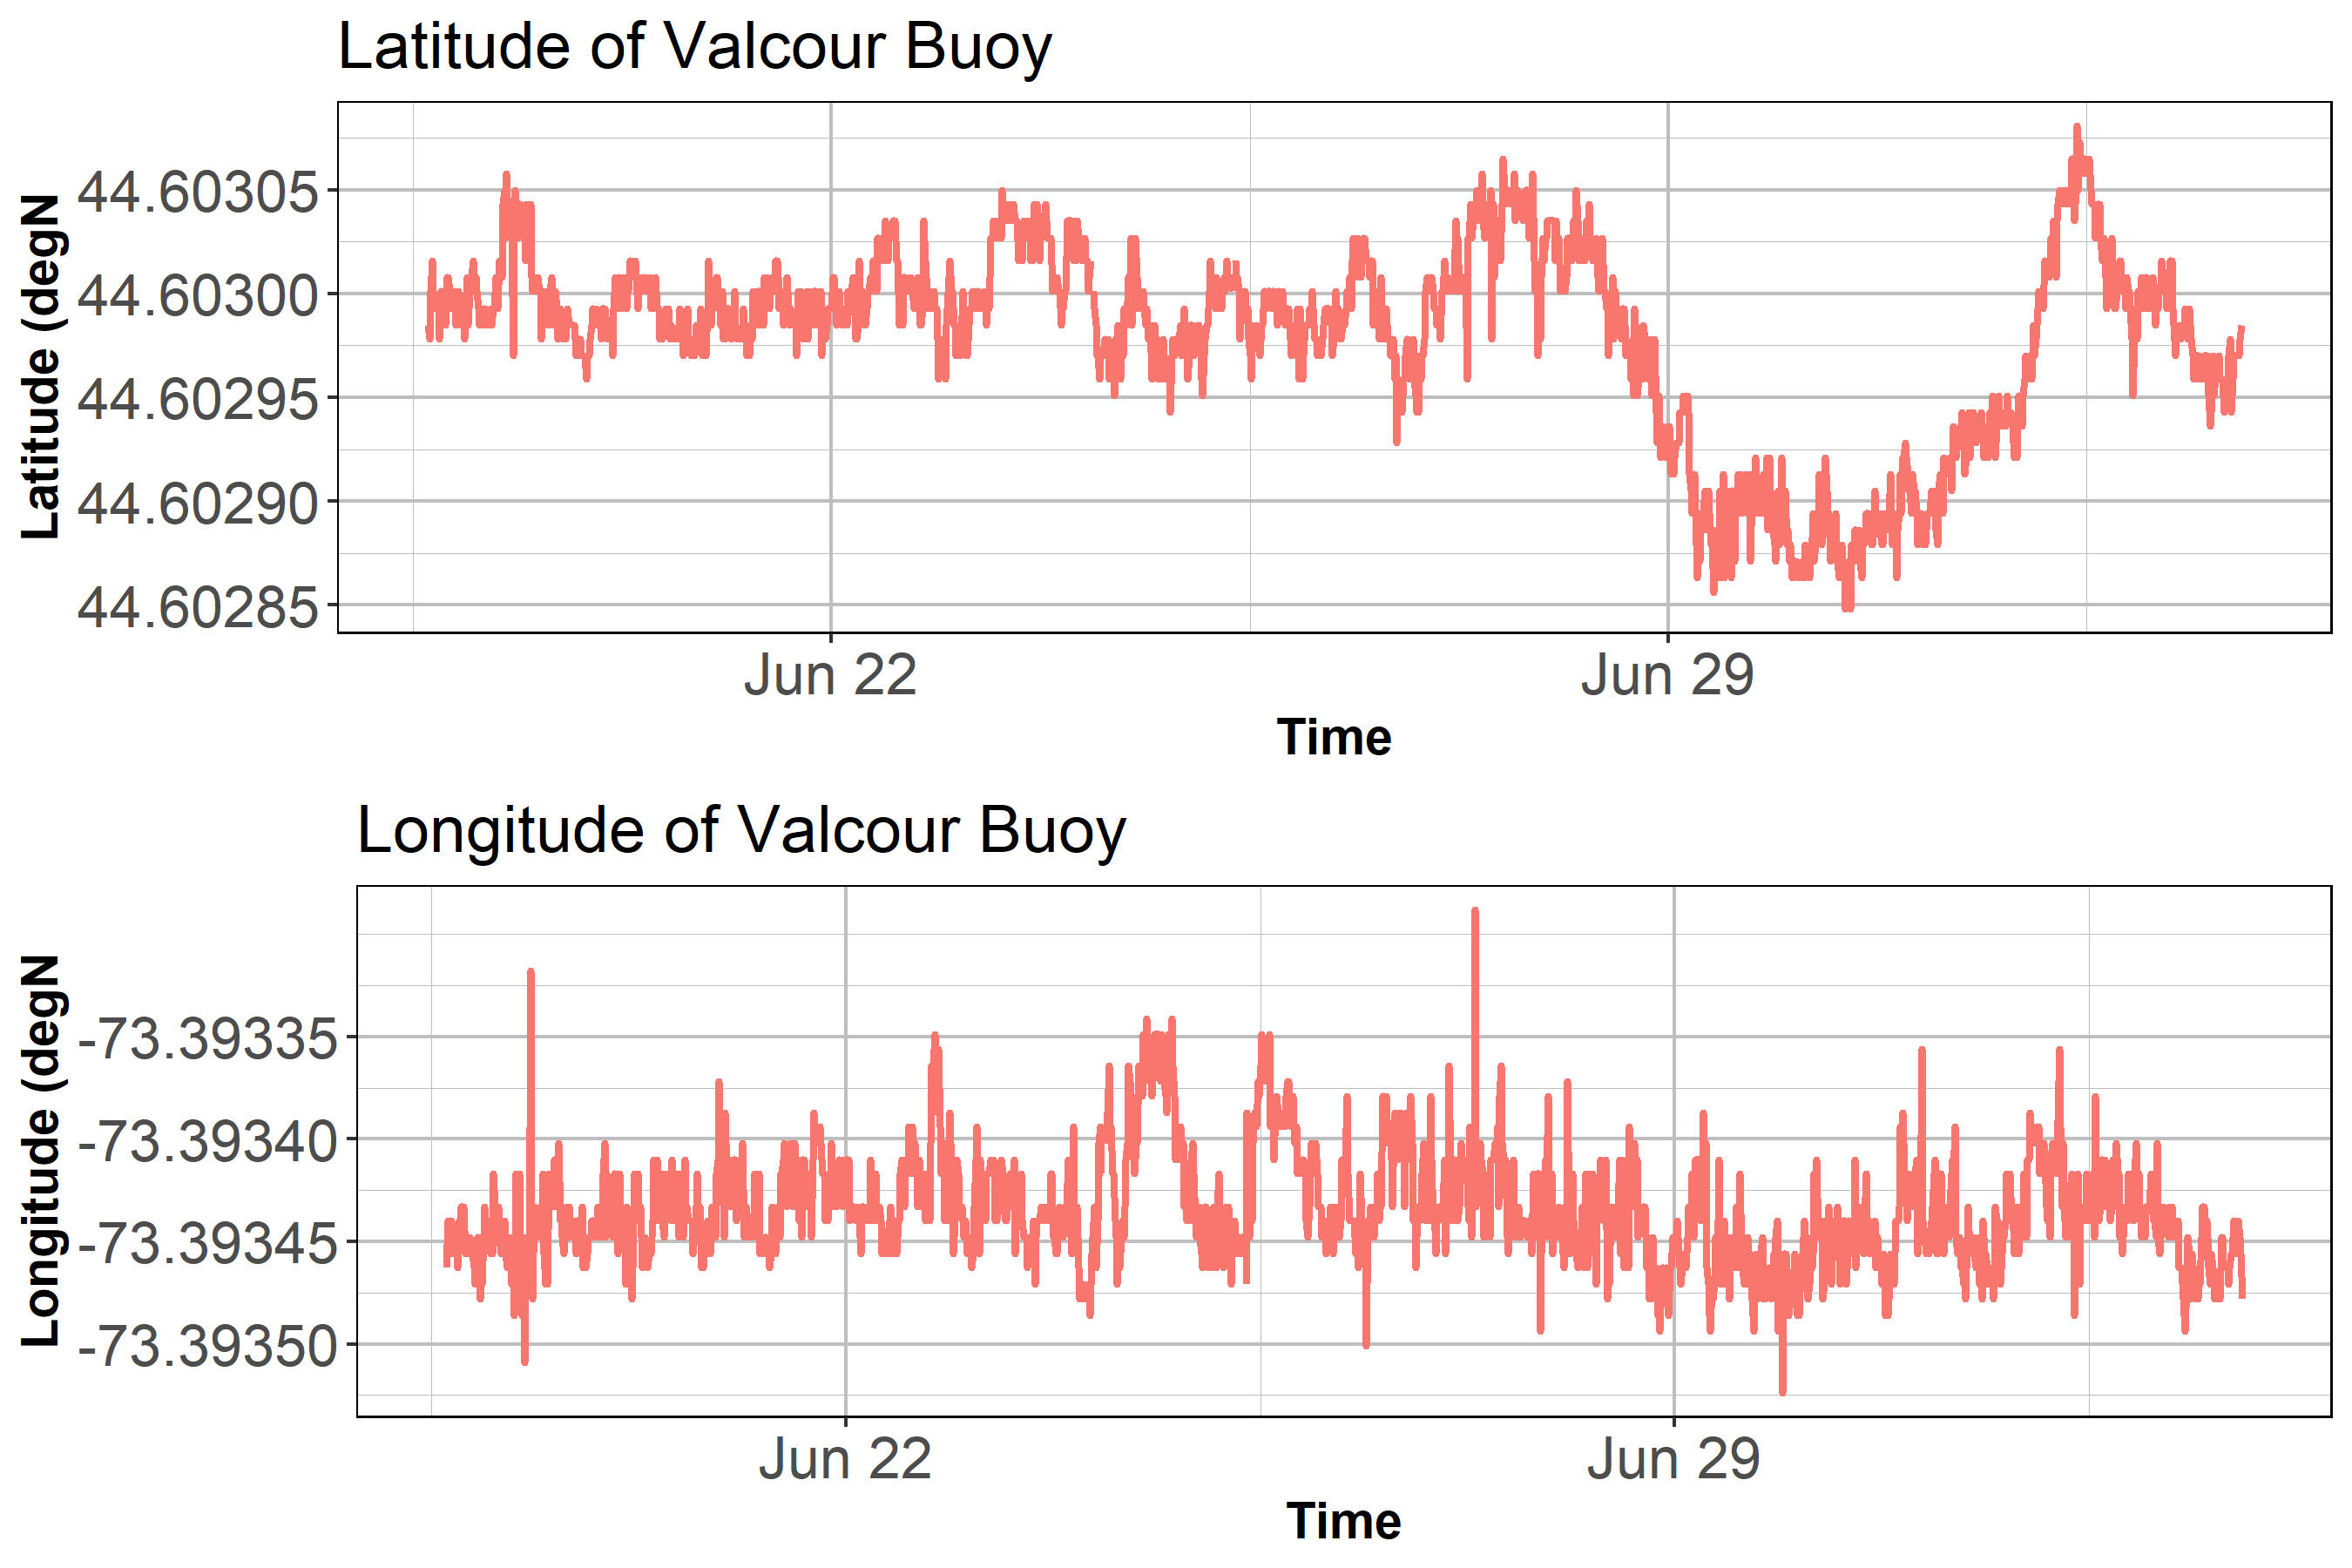 Latitude of Valcour Buoy
Latitude (degN
44.60305
44.60300
44.60295
44.60290
44.60285
Jun 22
Jun 29
Time
Longitude of Valcour Buoy
Longitude (degN
-73.39335
-73.39340
-73.39345
-73.39350
Jun 22
Jun 29
Time